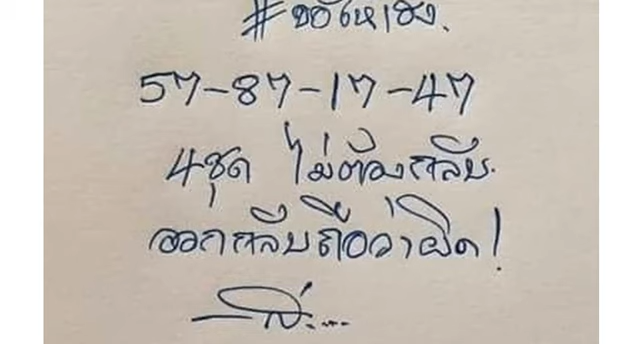 #ขอให้เฮง.
57-87-17-47
4ชุด ไม่ต้องกลับ.
ออกกลับถือว่าผิด!